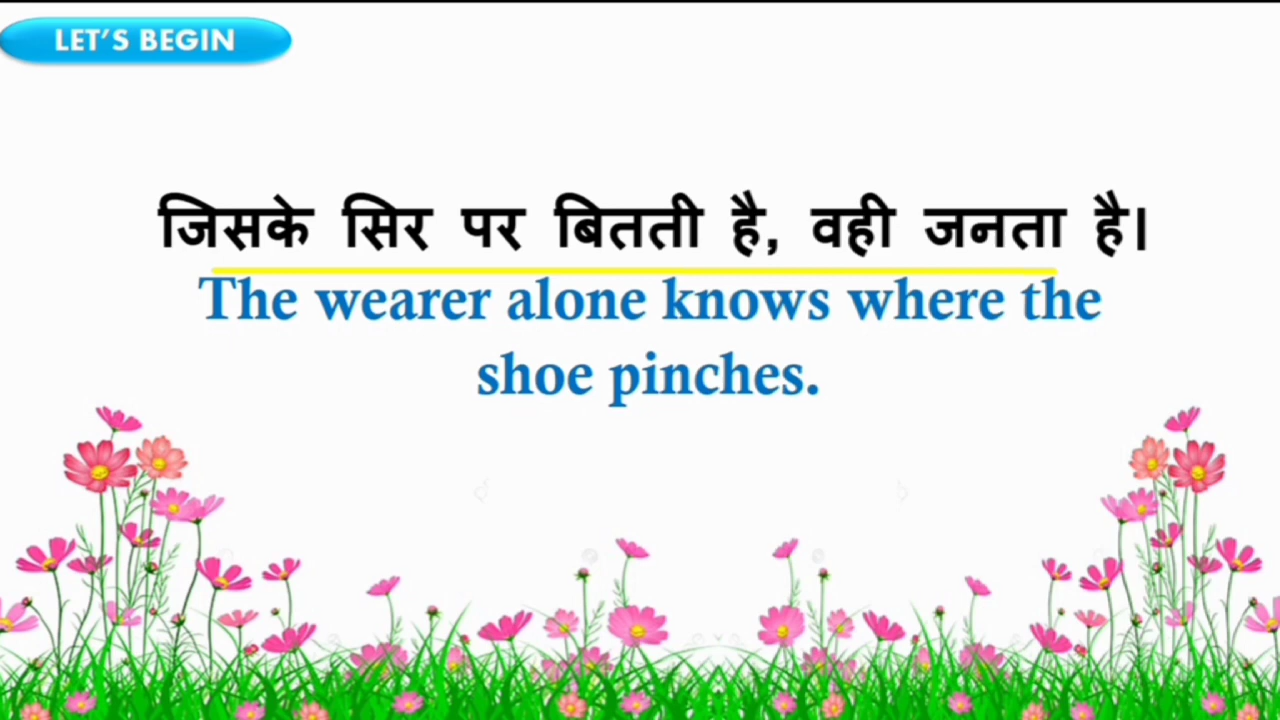 LET'S BEGIN
जिसके सिर पर बितती है, वही जनता है।
The wearer alone knows where the
shoe pinches.